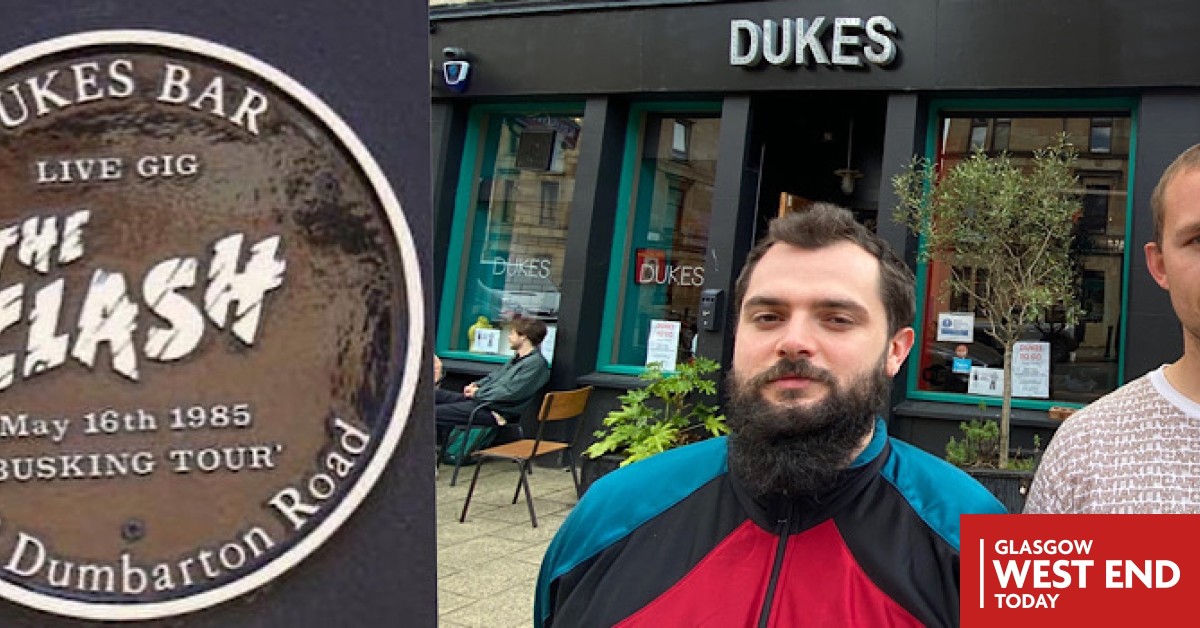 UKES BAR
LIVE GIG
THE
CLASH
May 16th 1985
BUSKING TOUR'
Dumbarton Road
DUKES
DUKES
DUKES
DUKES
GLASGOW
WEST END
TODAY